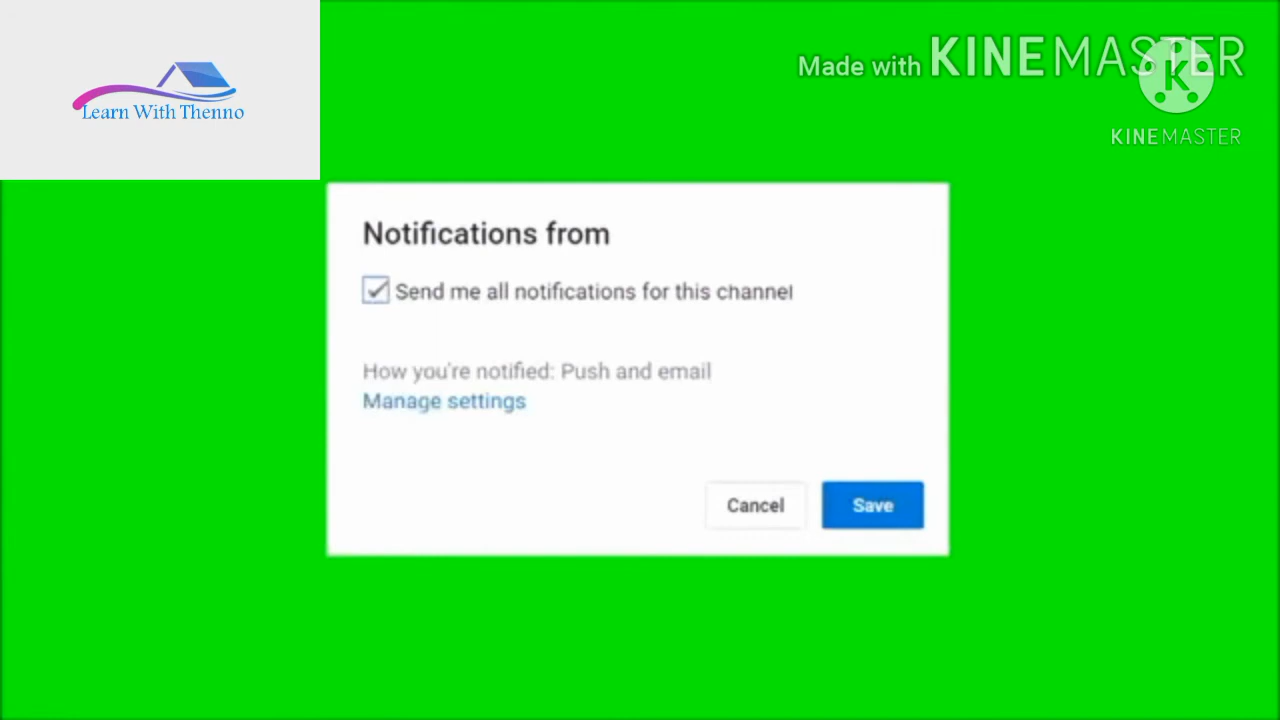 Learn With Thenno
Made with KINEMASTER
K
KINEMASTER
Notifications from
Send me all notifications for this channel
How you're notified: Push and email
Manage settings
Cancel
Save